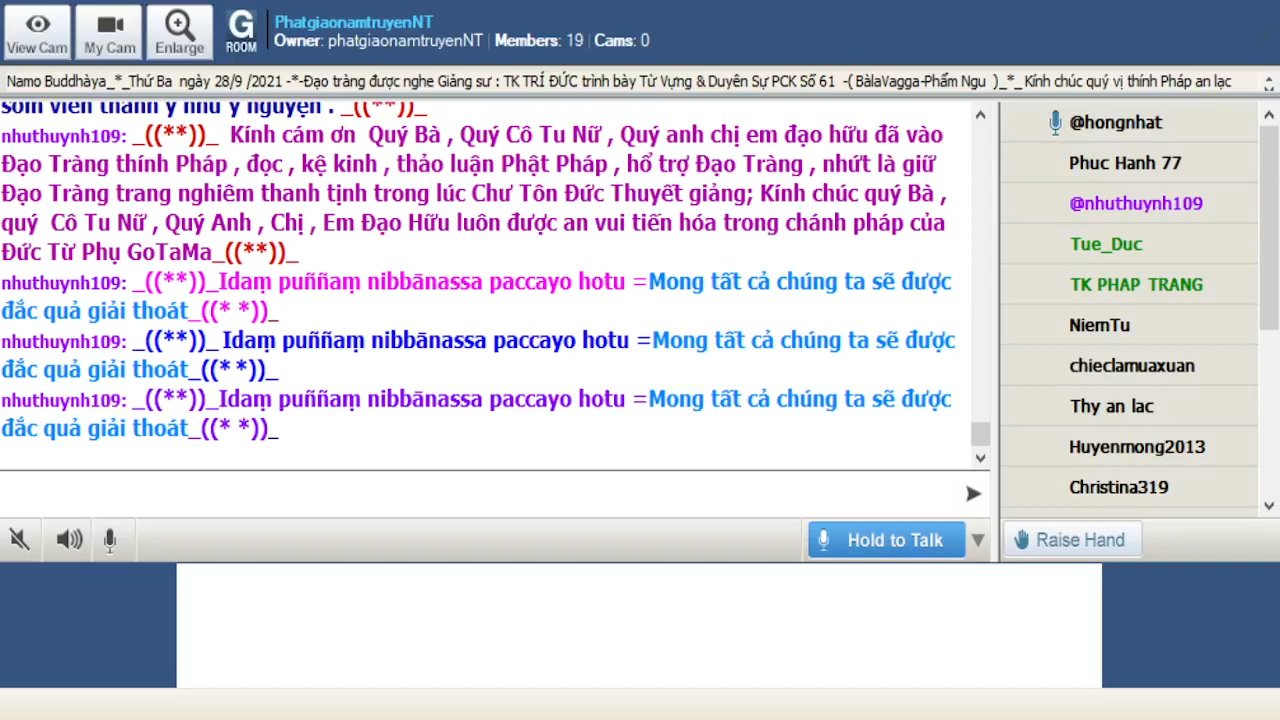 View Cam
My Cam
Enlarge
G
ROOM
PhatgiaonamtruyenNT
Owner: phatgiaonamtruyenNT | Members: 19 | Cams: 0
Namo Buddhàya_*_Thứ Ba ngày 28/9 /2021 -*-Đạo tràng được nghe Giảng sư : TK TRÍ ĐỨC trình bày Từ Vựng & Duyên Sự PCK Số 61 -( BàlaVagga-Phẩm Ngu )_*_ Kính chúc quý vị thính Pháp an lạc
sớm viên thành ý như ý nguyện . _((**))_
nhuthuynh109: _((**))_ Kính cám ơn Quý Bà , Quý Cô Tu Nữ , Quý anh chị em đạo hữu đã vào
Đạo Tràng thính Pháp , đọc , kệ kinh , thảo luận Phật Pháp , hổ trợ Đạo Tràng , nhứt là giữ
Đạo Tràng trang nghiêm thanh tịnh trong lúc Chư Tôn Đức Thuyết giảng; Kính chúc quý Bà ,
quý Cô Tu Nữ , Quý Anh , Chị , Em Đạo Hữu luôn được an vui tiến hóa trong chánh pháp của
Đức Từ Phụ GoTaMa_((**))_
nhuthuynh109: _((**))_Idaṃ puññaṃ nibbānassa paccayo hotu =Mong tất cả chúng ta sẽ được
đắc quả giải thoát_((* *))_
nhuthuynh109: _((**))_ Idaṃ puññaṃ nibbānassa paccayo hotu =Mong tất cả chúng ta sẽ được
đắc quả giải thoát_((* *))_
nhuthuynh109: _((**))_Idaṃ puññaṃ nibbānassa paccayo hotu =Mong tất cả chúng ta sẽ được
đắc quả giải thoát_((* *))_
@hongnhat
Phuc Hanh 77
@nhuthuynh109
Tue_Duc
TK PHAP TRANG
NiemTu
chieclamuaxuan
Thy an lac
Huyenmong2013
Christina319
Hold to Talk
Raise Hand